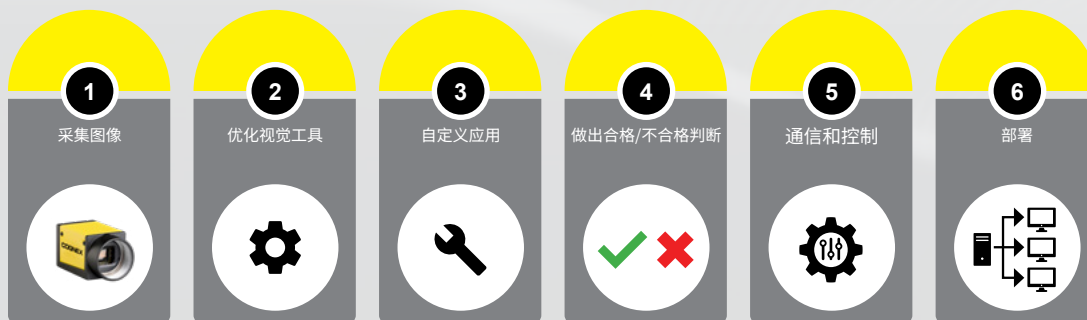 1
采集图像
COGNEX
2
优化视觉工具
3
自定义应用
4
做出合格/不合格判断
5
通信和控制
6
部署